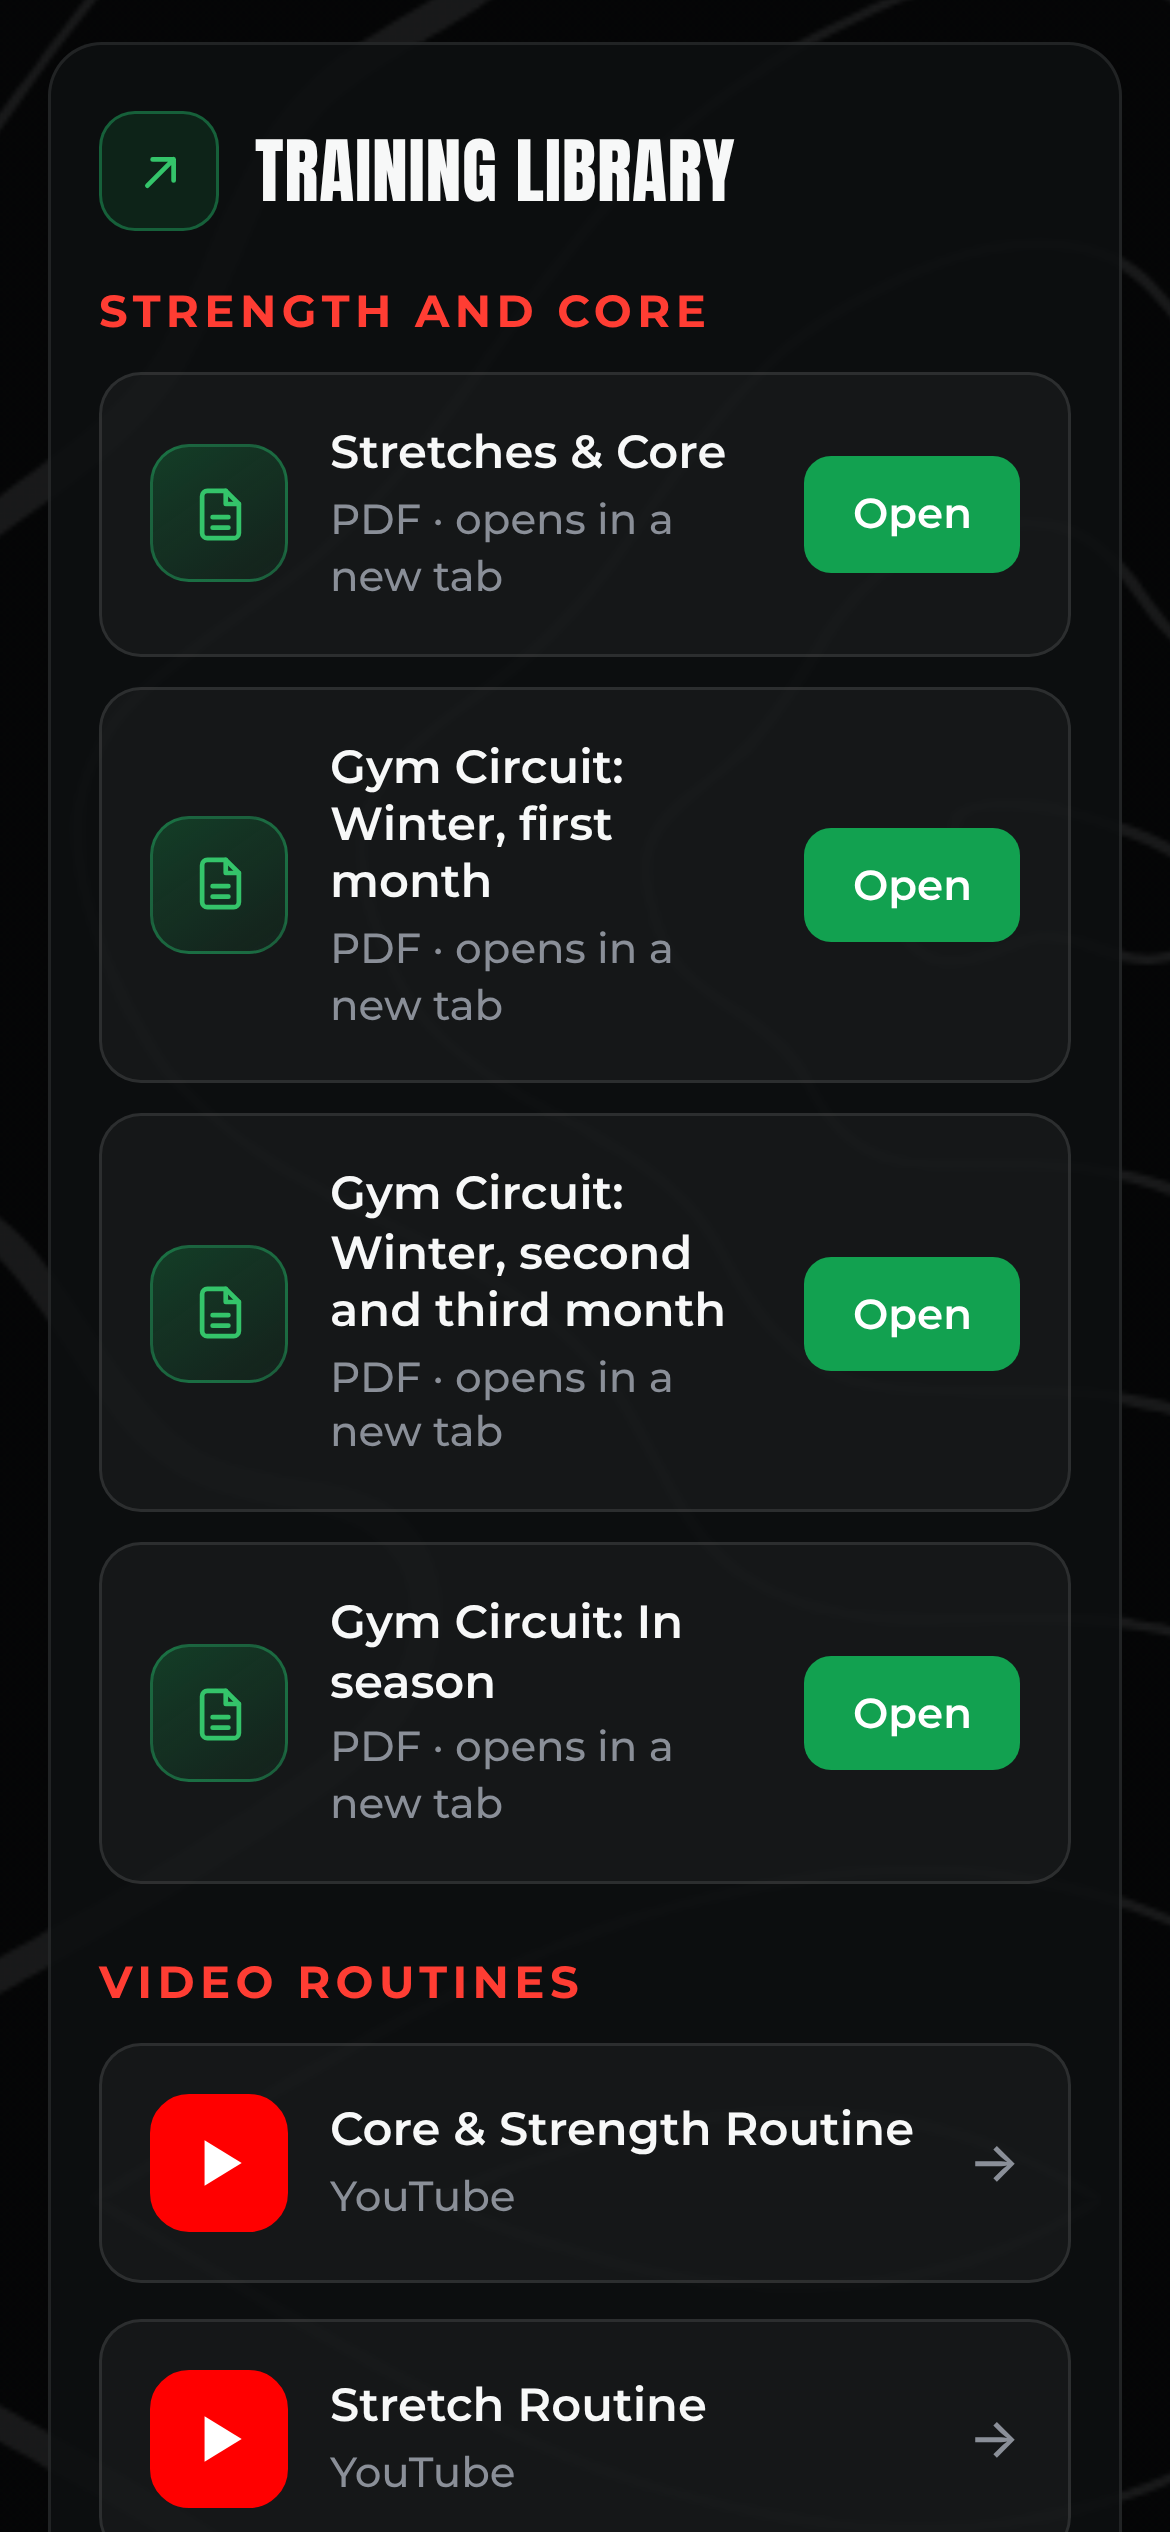 TRAINING LIBRARY
STRENGTH AND CORE
Stretches & Core
PDF · opens in a
new tab
Open
Gym Circuit:
Winter, first
month
PDF · opens in a
new tab
Open
Gym Circuit:
Winter, second
and third month
PDF · opens in a
new tab
Open
Gym Circuit: In
season
PDF · opens in a
new tab
Open
VIDEO ROUTINES
Core & Strength Routine
YouTube
Stretch Routine
YouTube